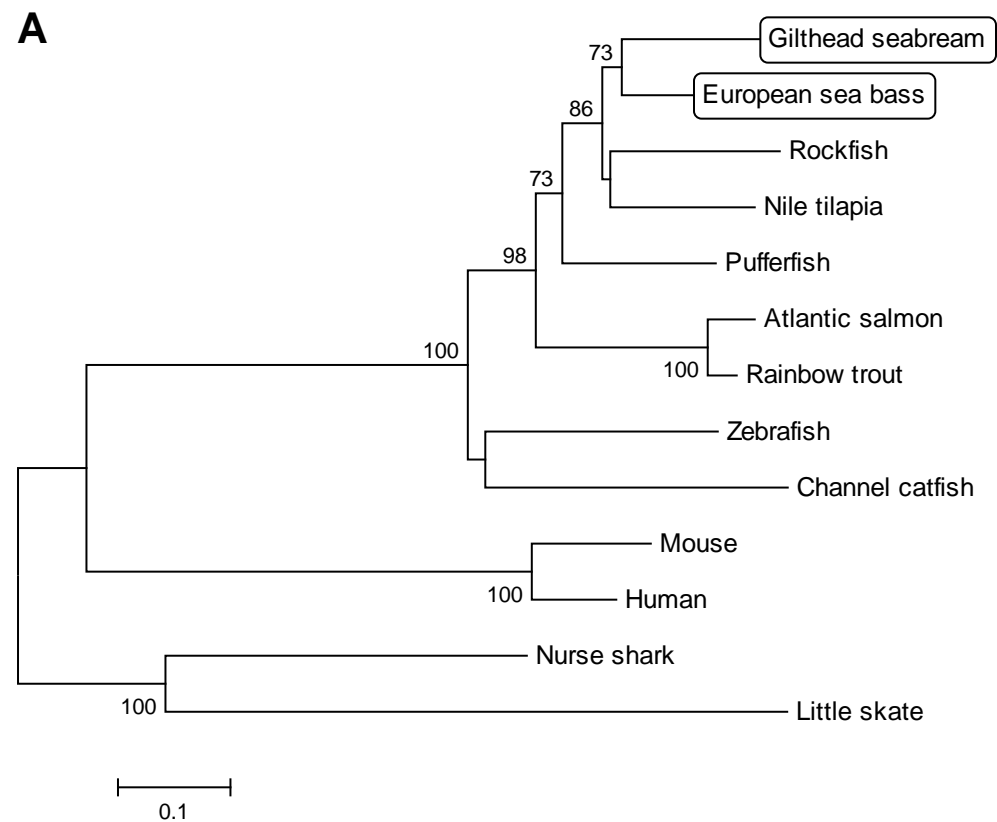 A
Gilthead seabream
73
European sea bass
86
Rockfish
73
Nile tilapia
98
Pufferfish
Atlantic salmon
100
100
Rainbow trout
Zebrafish
Channel catfish
Mouse
100
Human
Nurse shark
100
Little skate
0.1